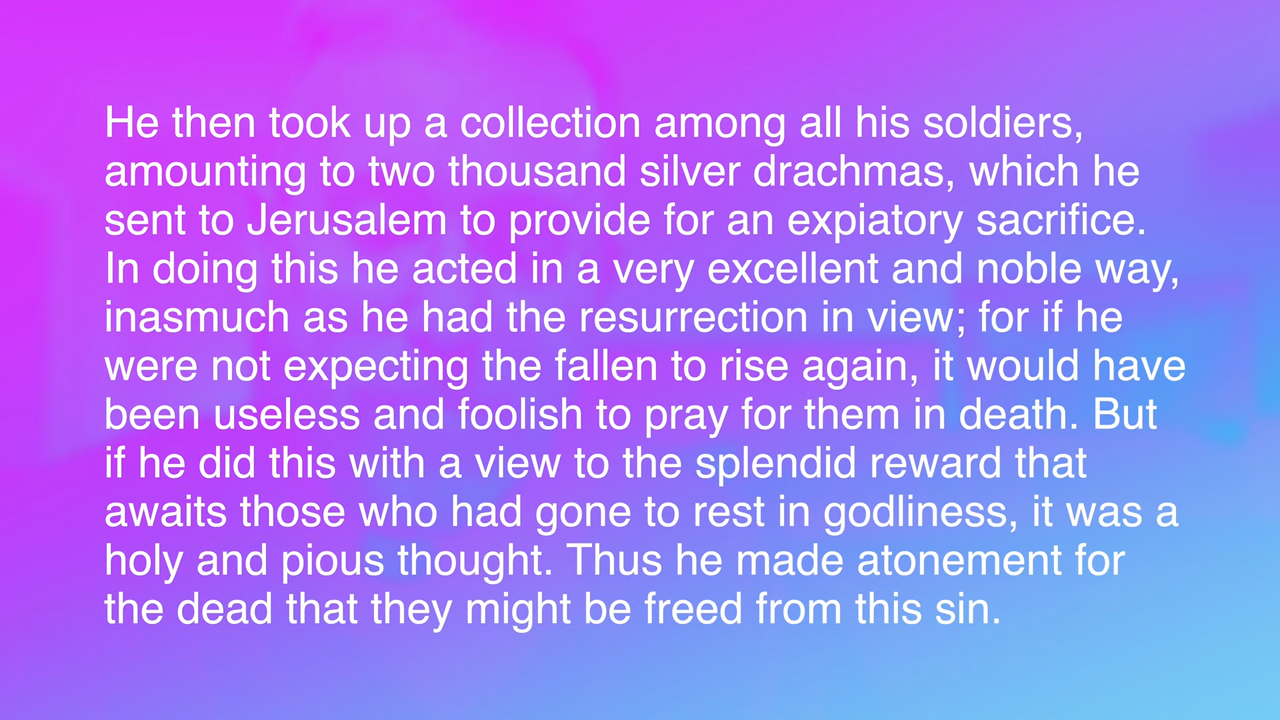 He then took up a collection among all his soldiers,
amounting to two thousand silver drachmas, which he
sent to Jerusalem to provide for an expiatory sacrifice.
In doing this he acted in a very excellent and noble way,
inasmuch as he had the resurrection in view; for if he
were not expecting the fallen to rise again, it would have
been useless and foolish to pray for them in death. But
if he did this with a view to the splendid reward that
awaits those who had gone to rest in godliness, it was a
holy and pious thought. Thus he made atonement for
the dead that they might be freed from this sin.